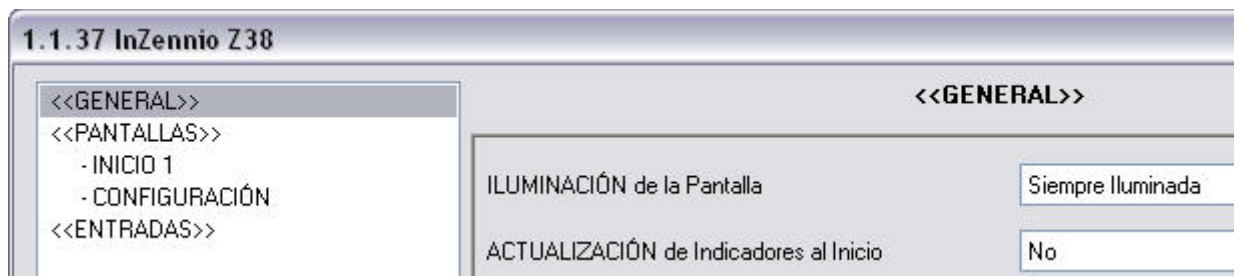 1.1.37 InZennio Z38
<<GENERAL>>
<<PANTALLAS>>
- INICIO 1
- CONFIGURACIÓN
<<ENTRADAS>>
<<GENERAL>>
ILUMINACIÓN de la Pantalla
Siempre Iluminada
ACTUALIZACIÓN de Indicadores al Inicio
No